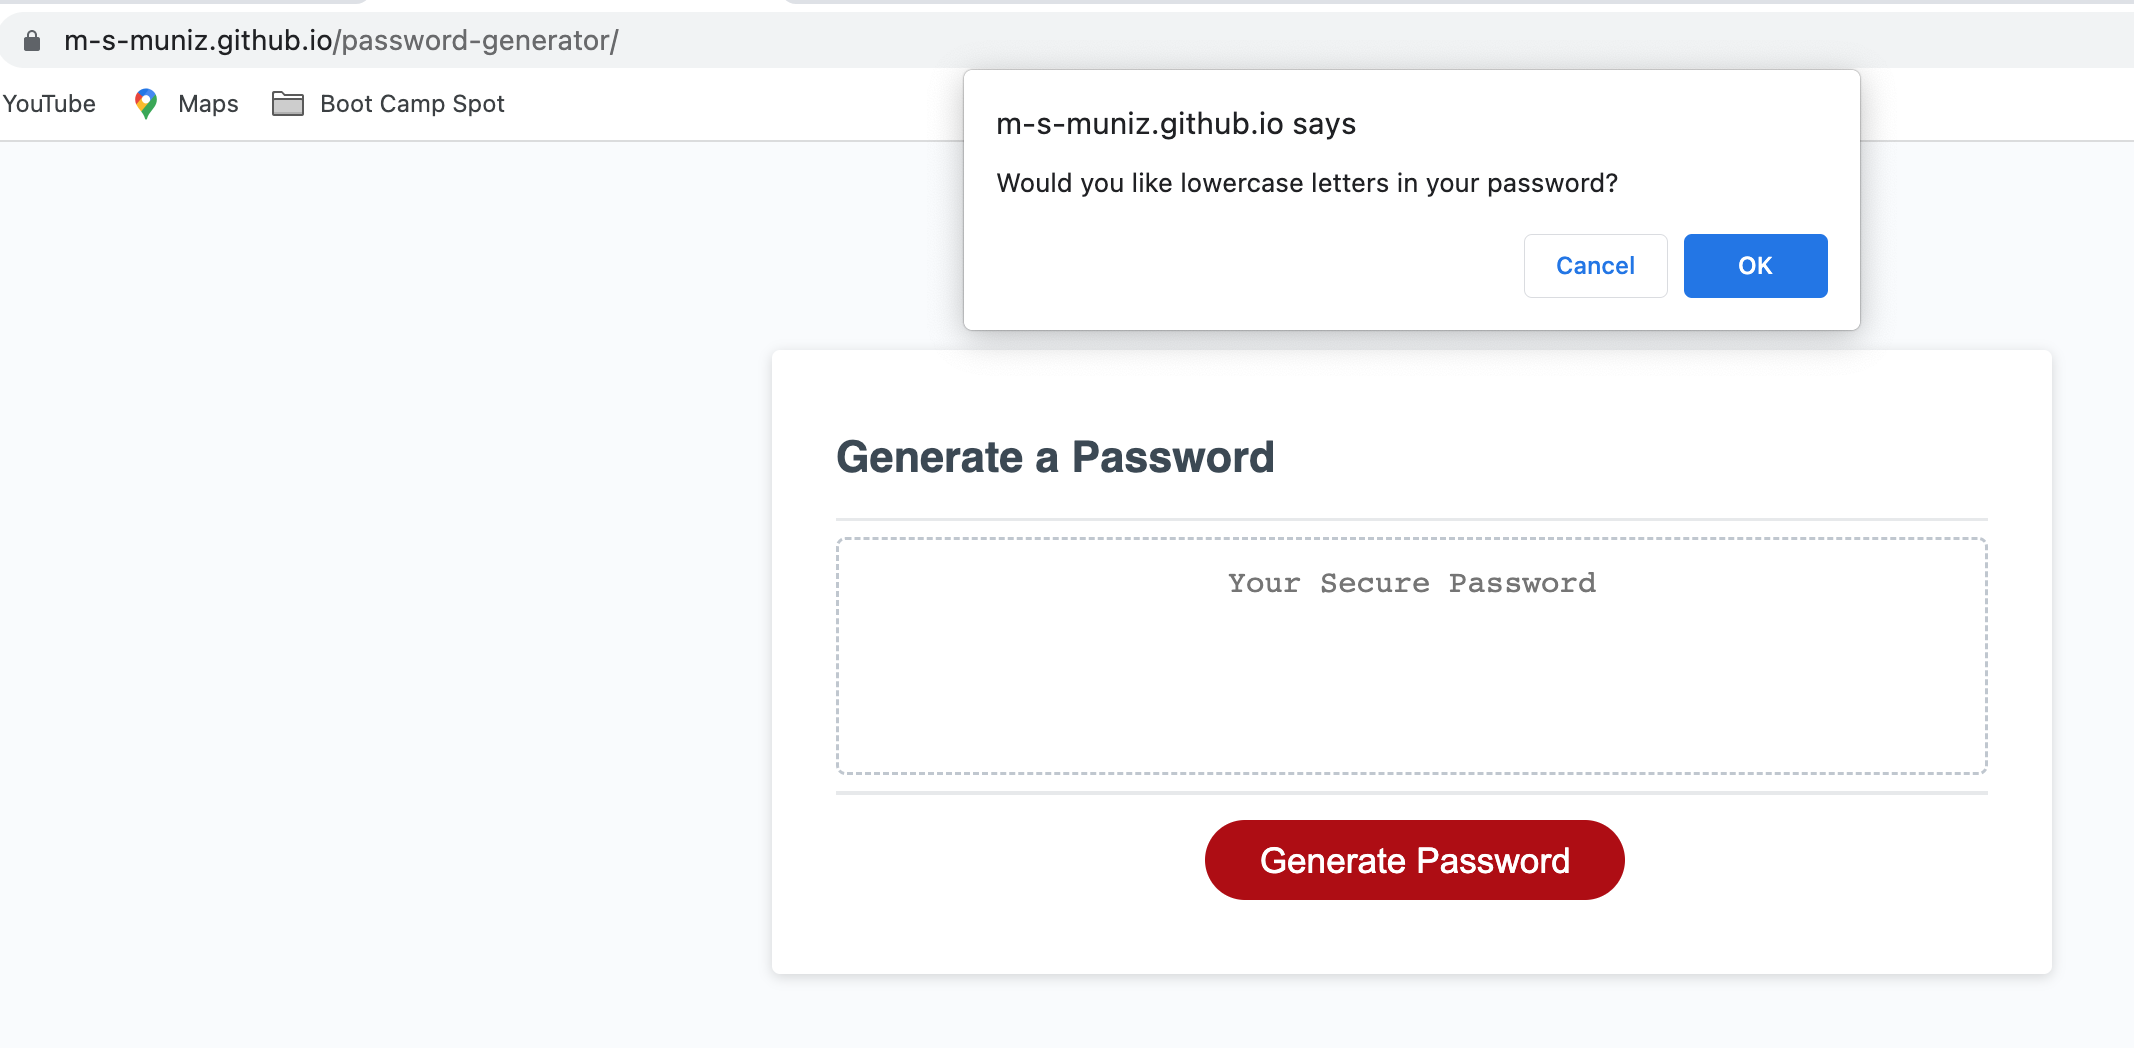 m-s-muniz.github.io/password-generator/
YouTube Maps Boot Camp Spot
m-s-muniz.github.io says
Would you like lowercase letters in your password?
Cancel OK
Generate a Password
Your Secure Password
Generate Password